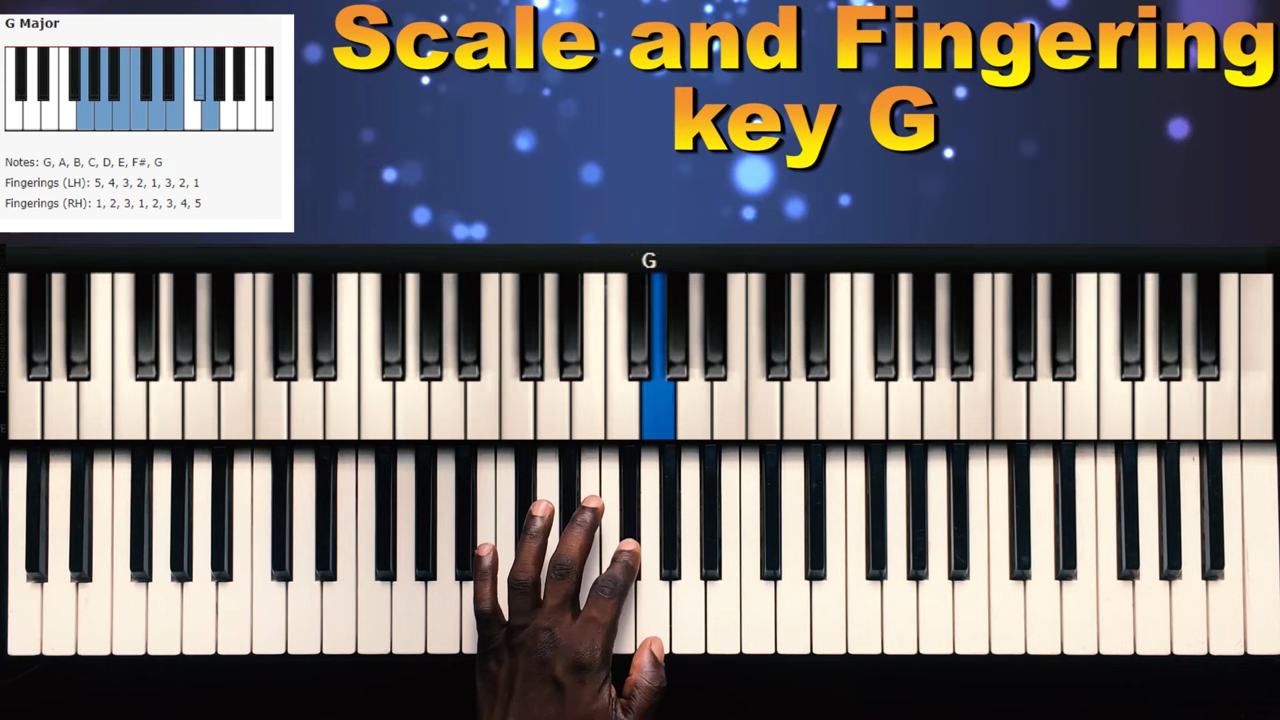 G Major
Scale and Fingering
key G
Notes: G, A, B, C, D, E, F#, G
Fingerings (LH): 5, 4, 3, 2, 1, 3, 2, 1
Fingerings (RH): 1, 2, 3, 1, 2, 3, 4, 5
G